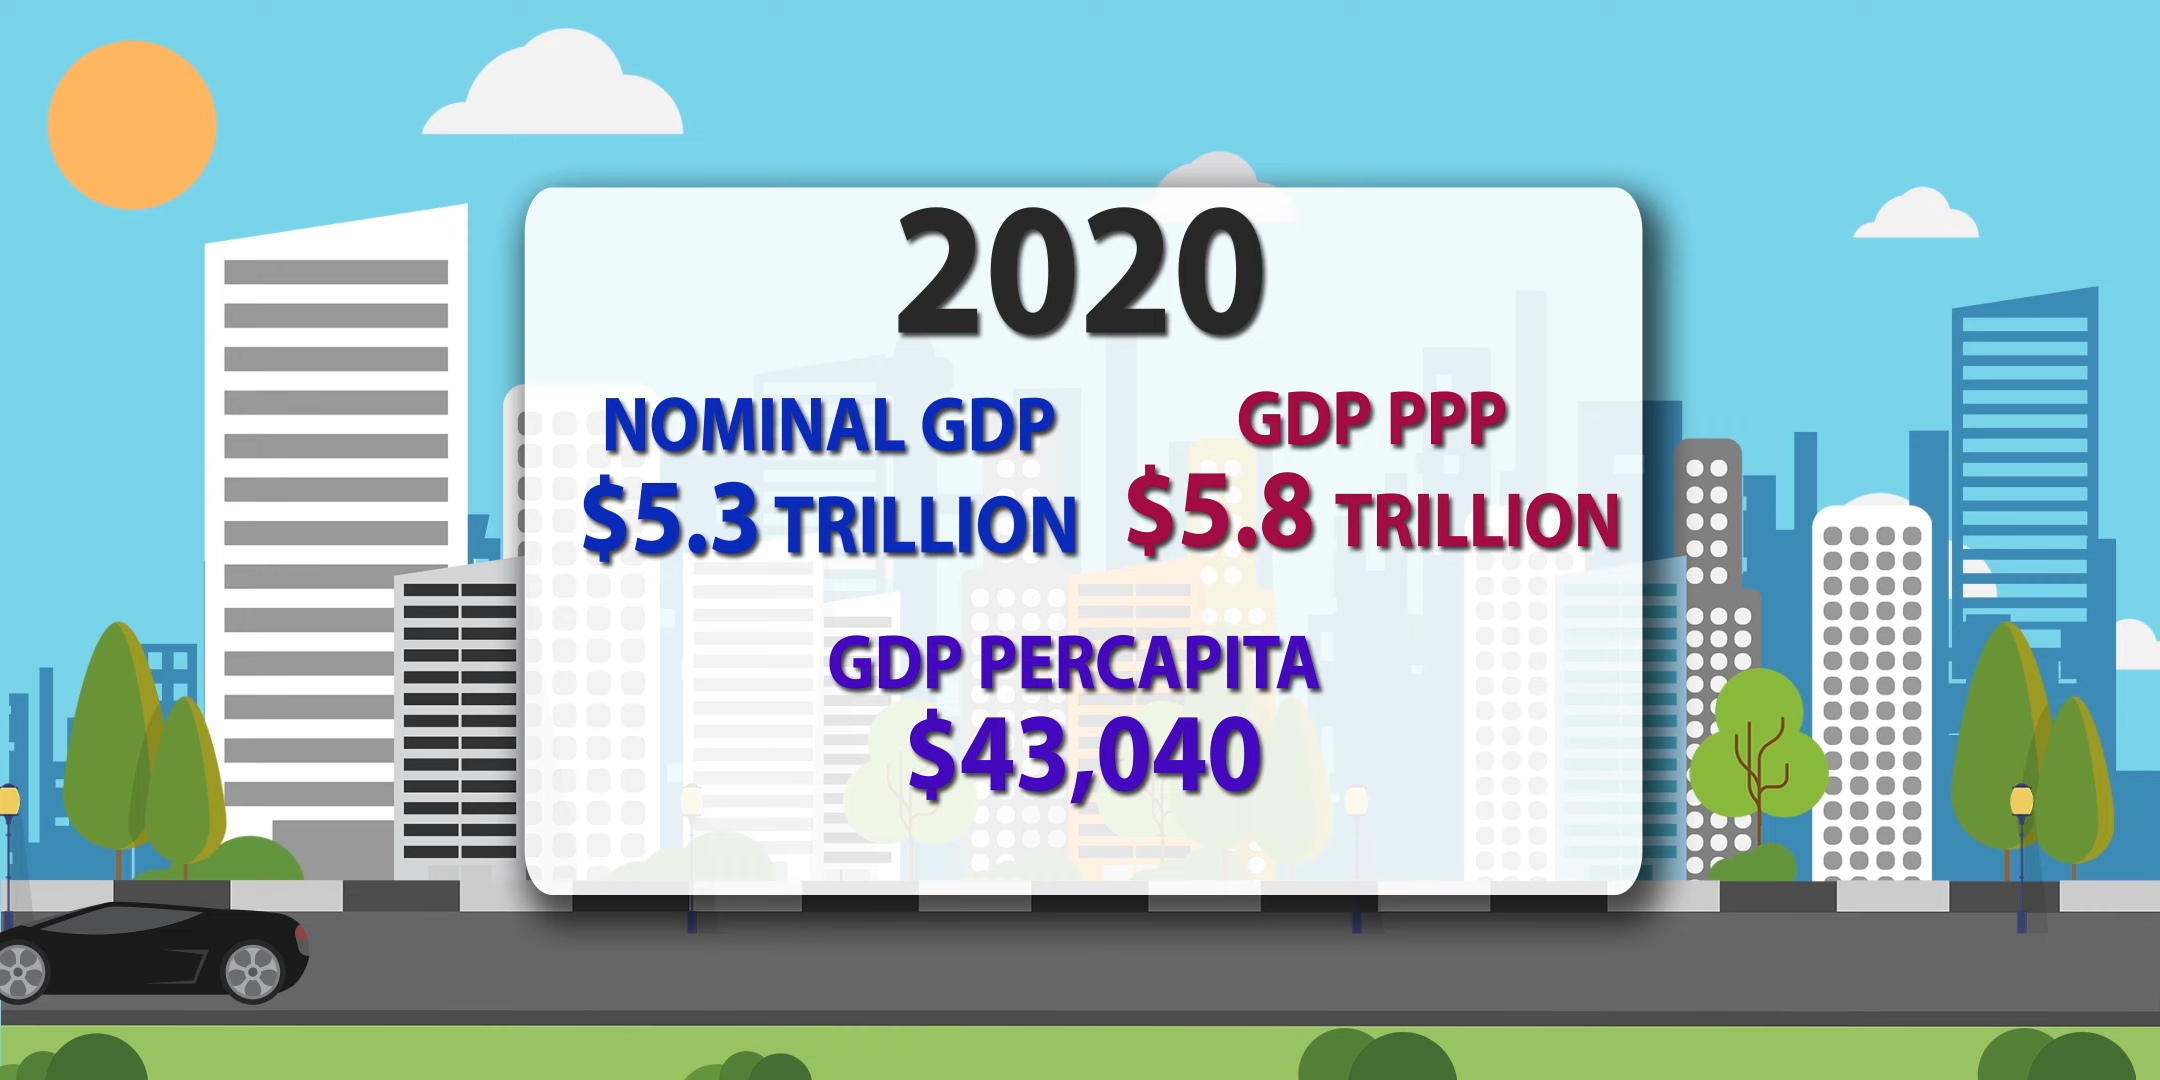 2020
NOMINAL GDP
$5.3 TRILLION
GDP PPP
$5.8 TRILLION
GDP PERCAPITA
$43,040